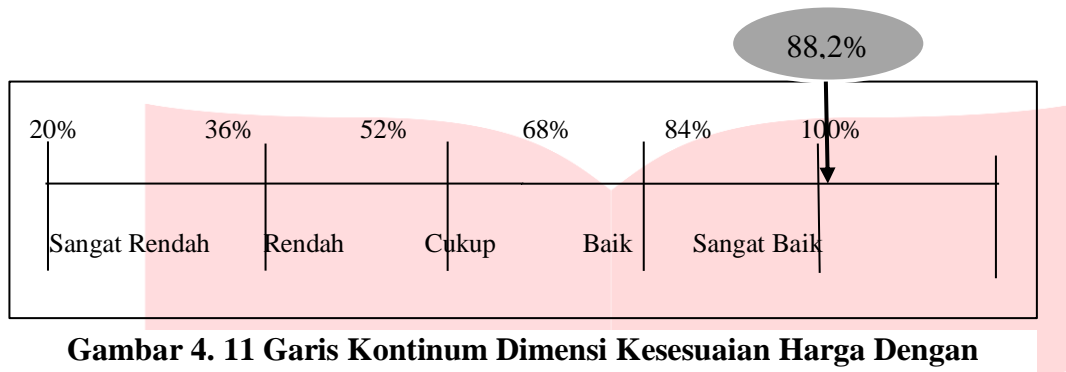 88,2%
20% 36% 52% 68% 84% 100%
Sangat Rendah Rendah Cukup Baik Sangat Baik
Gambar 4. 11 Garis Kontinum Dimensi Kesesuaian Harga Dengan